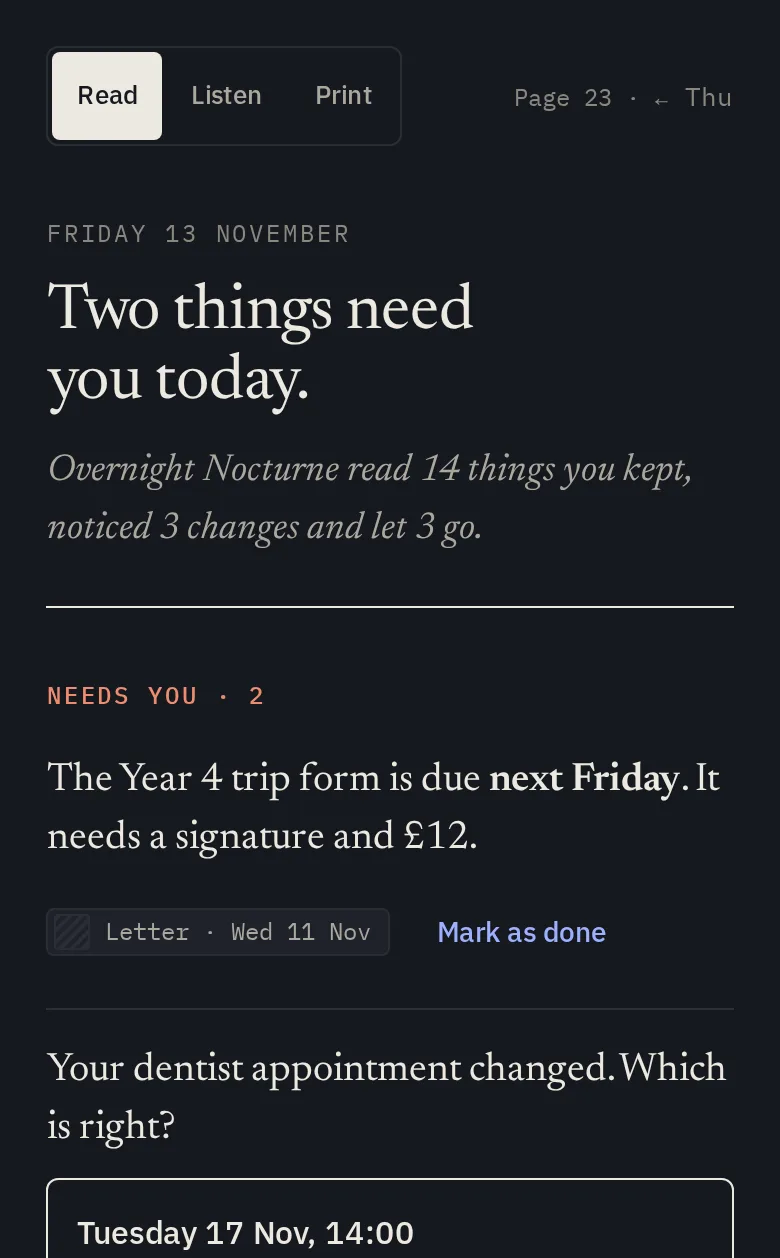 Read Listen Print
Page 23 · ← Thu
FRIDAY 13 NOVEMBER
Two things need
you today.
Overnight Nocturne read 14 things you kept,
noticed 3 changes and let 3 go.
NEEDS YOU · 2
The Year 4 trip form is due next Friday. It
needs a signature and £12.
Letter · Wed 11 Nov
Mark as done
Your dentist appointment changed. Which
is right?
Tuesday 17 Nov, 14:00